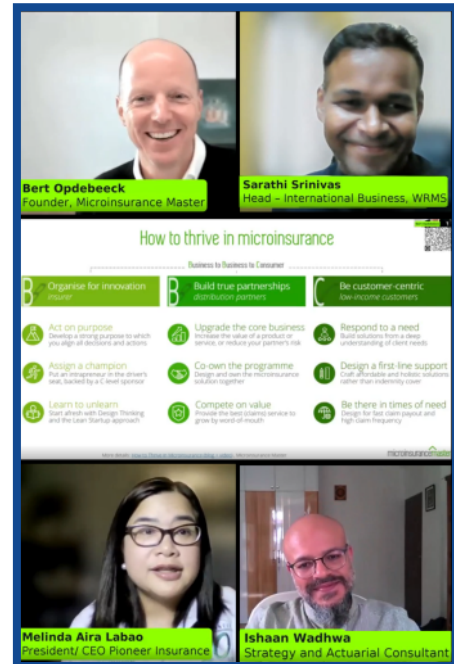 Bert Opdebeeck
Founder, Microinsurance Master
Sarathi Srinivas
Head – International Business, WRMS
How to thrive in microinsurance
Business to Business to Consumer
B Organise for innovation
insurer
B Build true partnerships
distribution partners
C Be customer-centric
low-income customers
Act on purpose
Develop a strong purpose to which
you align all decisions and actions
Upgrade the core business
Increase the value of a product or
service, or reduce your partner's risk
Respond to a need
Build solutions from a deep
understanding of client needs
Assign a champion
Put an intrapreneur in the driver's
seat, backed by a C level sponsor
Co-own the programme
Design and own the microinsurance
solution together
Design a first-line support
Craft affordable and holistic solutions
rather than indemnity cover
Learn to unlearn
Start afresh with Design Thinking
and the Lean Startup approach
Compete on value
Provide the best (claims) service to
grow by word-of-mouth
Be there in times of need
Design for fast claim payout and
high claim frequency
microinsurancemaster
Melinda Aira Labao
President/ CEO Pioneer Insurance
Ishaan Wadhwa
Strategy and Actuarial Consultant